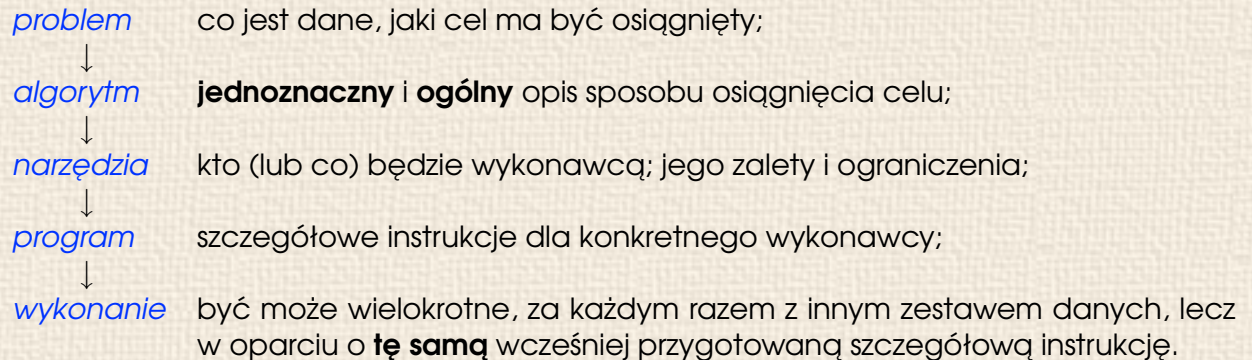 problem co jest dane, jaki cel ma być osiągnięty;
↓
algorytm jednoznaczny i ogólny opis sposobu osiągnięcia celu;
↓
narzędzia kto (lub co) będzie wykonawcą; jego zalety i ograniczenia;
↓
program szczegółowe instrukcje dla konkretnego wykonawcy;
↓
wykonanie być może wielokrotne, za każdym razem z innym zestawem danych, lecz
w oparciu o tę samą wcześniej przygotowaną szczegółową instrukcję.